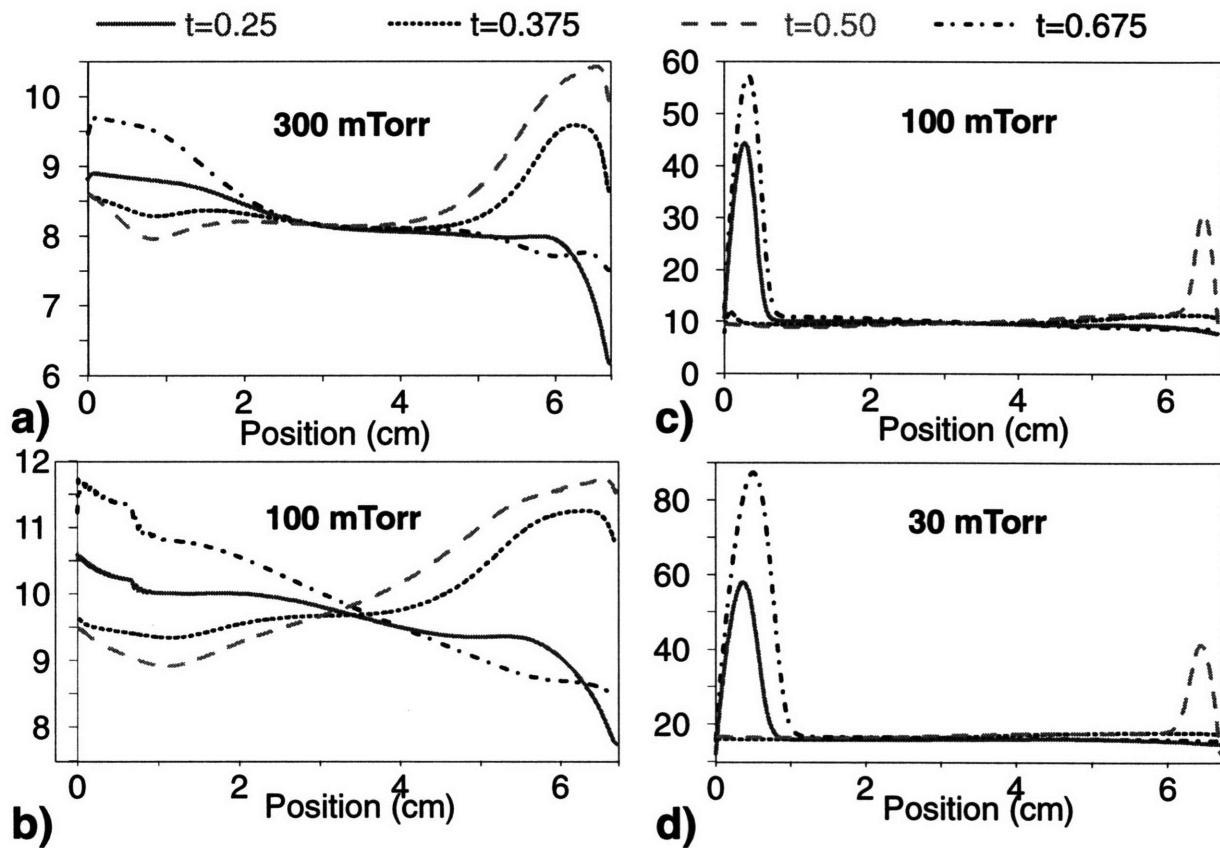 t=0.25 t=0.375 t=0.50 t=0.675
10
9
8
7
6
0 2 4 6
Position (cm)
300 mTorr
a)
60
50
40
30
20
10
0
0 2 4 6
Position (cm)
100 mTorr
c)
12
11
10
9
8
0 2 4 6
Position (cm)
100 mTorr
b)
80
60
40
20
0 2 4 6
Position (cm)
30 mTorr
d)